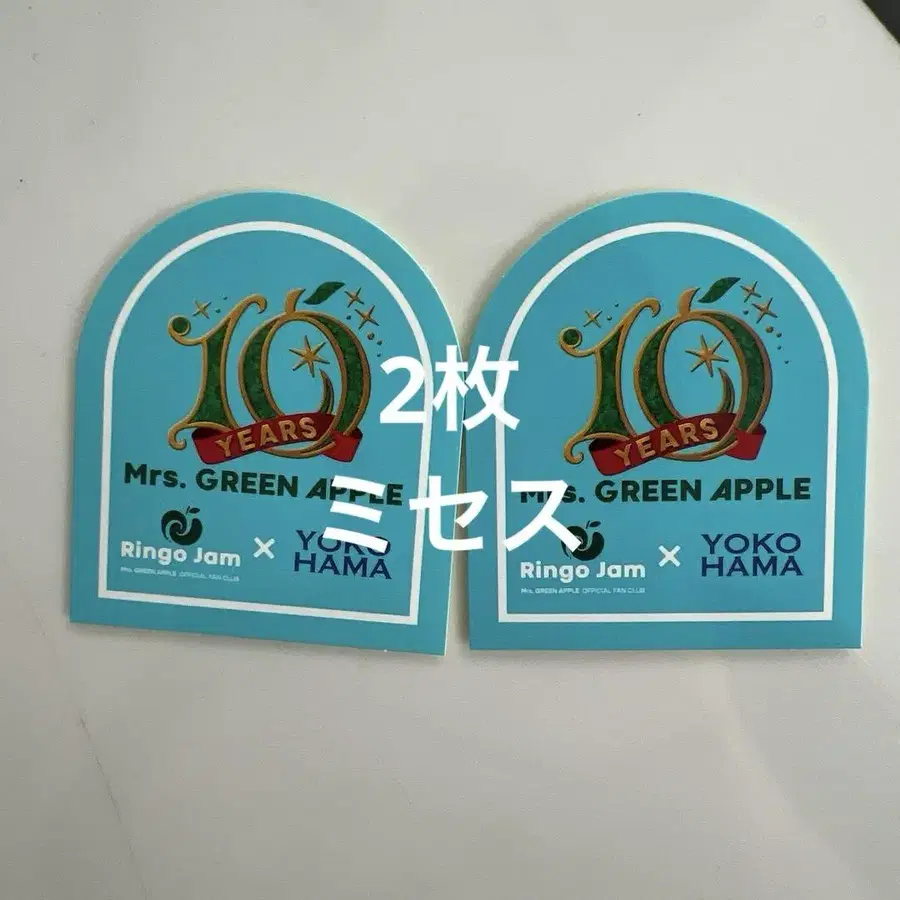 2枚
ミセス
10
YEARS
Mrs. GREEN APPLE
Ringo Jam × YOKO HAMA
Mrs. GREEN APPLE OFFICIAL FAN CLUB
10
YEARS
Mrs. GREEN APPLE
Ringo Jam × YOKO HAMA
Mrs. GREEN APPLE OFFICIAL FAN CLUB